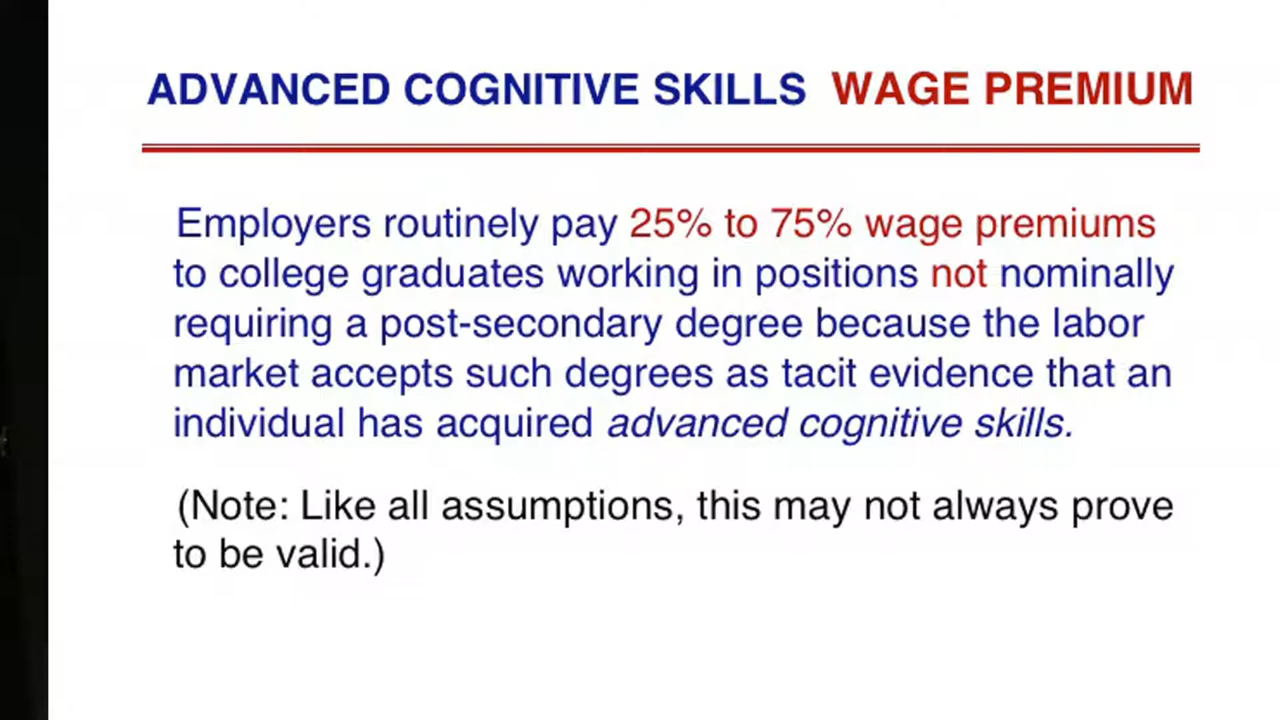 ADVANCED COGNITIVE SKILLS WAGE PREMIUM
Employers routinely pay 25% to 75% wage premiums
to college graduates working in positions not nominally
requiring a post-secondary degree because the labor
market accepts such degrees as tacit evidence that an
individual has acquired advanced cognitive skills.
(Note: Like all assumptions, this may not always prove
to be valid.)